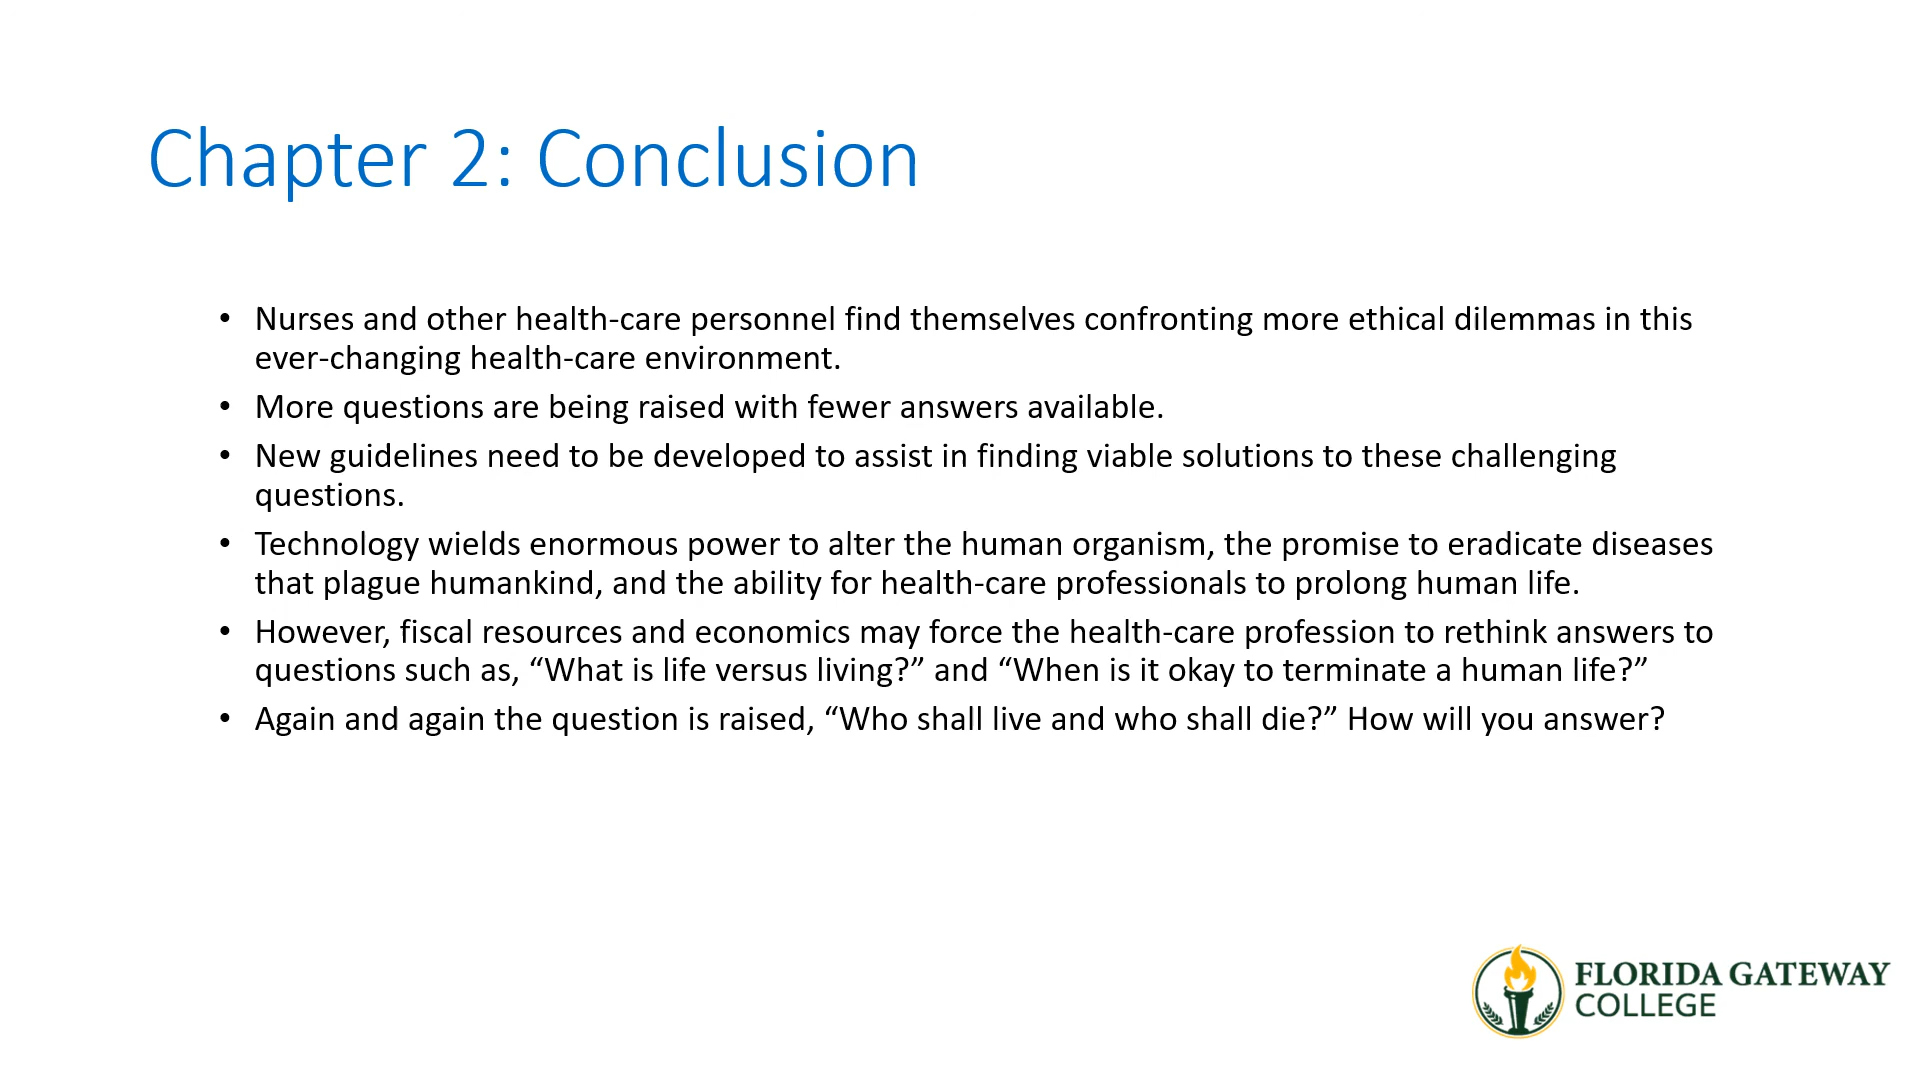 Chapter 2: Conclusion
• Nurses and other health-care personnel find themselves confronting more ethical dilemmas in this
ever-changing health-care environment.
• More questions are being raised with fewer answers available.
• New guidelines need to be developed to assist in finding viable solutions to these challenging
questions.
• Technology wields enormous power to alter the human organism, the promise to eradicate diseases
that plague humankind, and the ability for health-care professionals to prolong human life.
• However, fiscal resources and economics may force the health-care profession to rethink answers to
questions such as, “What is life versus living?” and “When is it okay to terminate a human life?”
• Again and again the question is raised, “Who shall live and who shall die?” How will you answer?
FLORIDA GATEWAY
COLLEGE